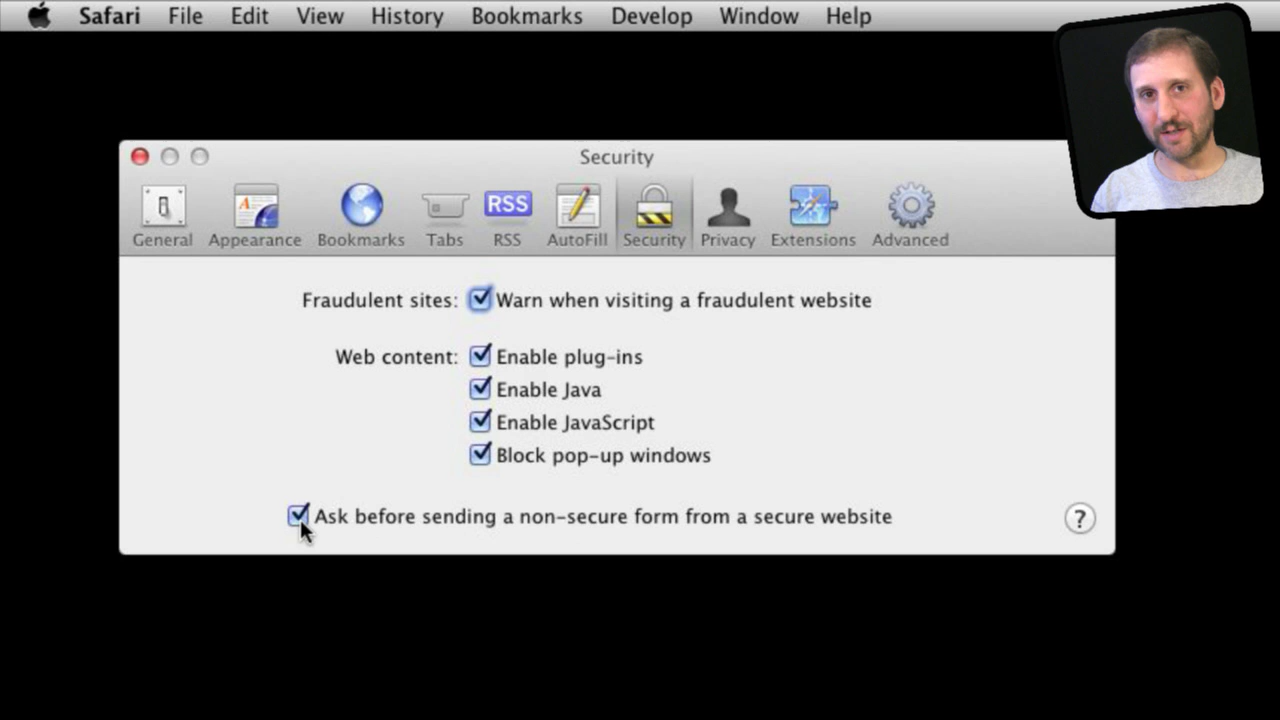 Safari File Edit View History Bookmarks Develop Window Help
Security
General Appearance Bookmarks Tabs RSS AutoFill Security Privacy Extensions Advanced
RSS
Fraudulent sites: Warn when visiting a fraudulent website
Web content: Enable plug-ins
Enable Java
Enable JavaScript
Block pop-up windows
Ask before sending a non-secure form from a secure website ?